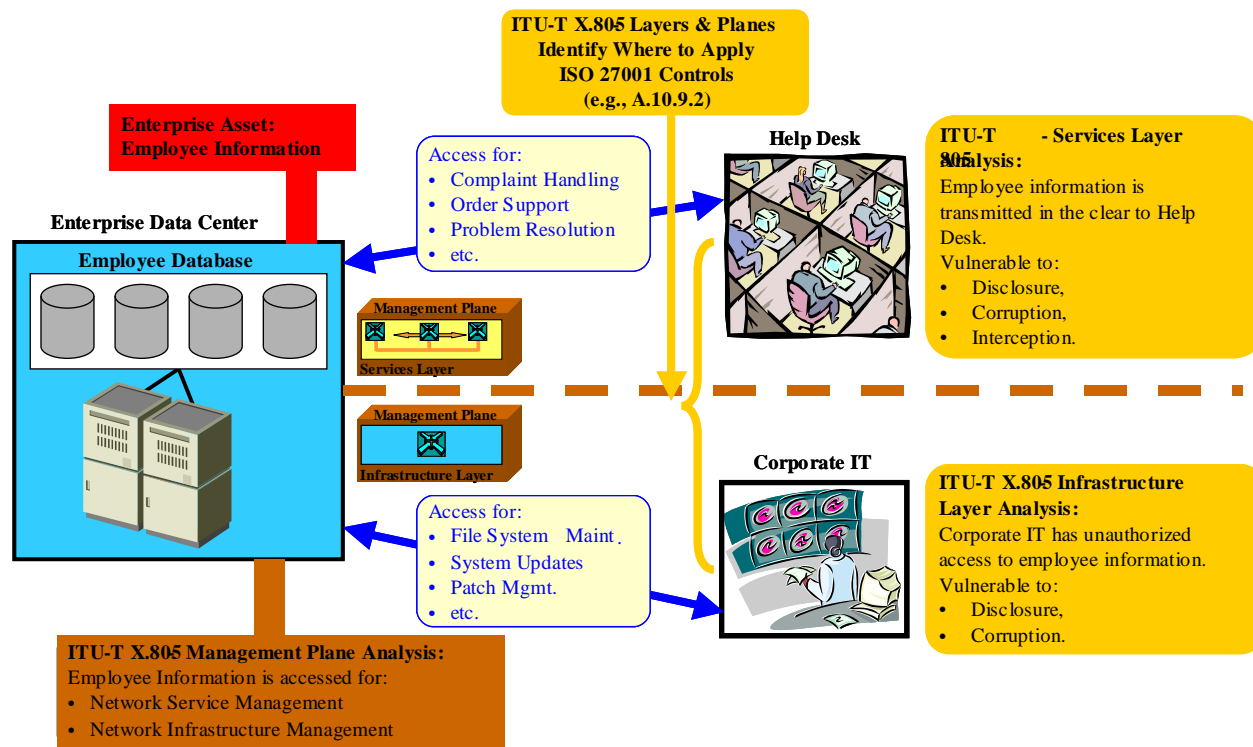 ITU-T X.805 Layers & Planes
Identify Where to Apply
ISO 27001 Controls
(e.g., A.10.9.2)
Enterprise Asset:
Employee Information
Access for:
• Complaint Handling
• Order Support
• Problem Resolution
• etc.
Help Desk
ITU-T 805 - Services Layer
Analysis:
Employee information is
transmitted in the clear to Help
Desk.
Vulnerable to:
• Disclosure,
• Corruption,
• Interception.
Enterprise Data Center
Employee Database
Management Plane
Services Layer
Management Plane
Infrastructure Layer
Corporate IT
Access for:
• File System Maint.
• System Updates
• Patch Mgmt.
• etc.
ITU-T X.805 Infrastructure
Layer Analysis:
Corporate IT has unauthorized
access to employee information.
Vulnerable to:
• Disclosure,
• Corruption.
ITU-T X.805 Management Plane Analysis:
Employee Information is accessed for:
• Network Service Management
• Network Infrastructure Management